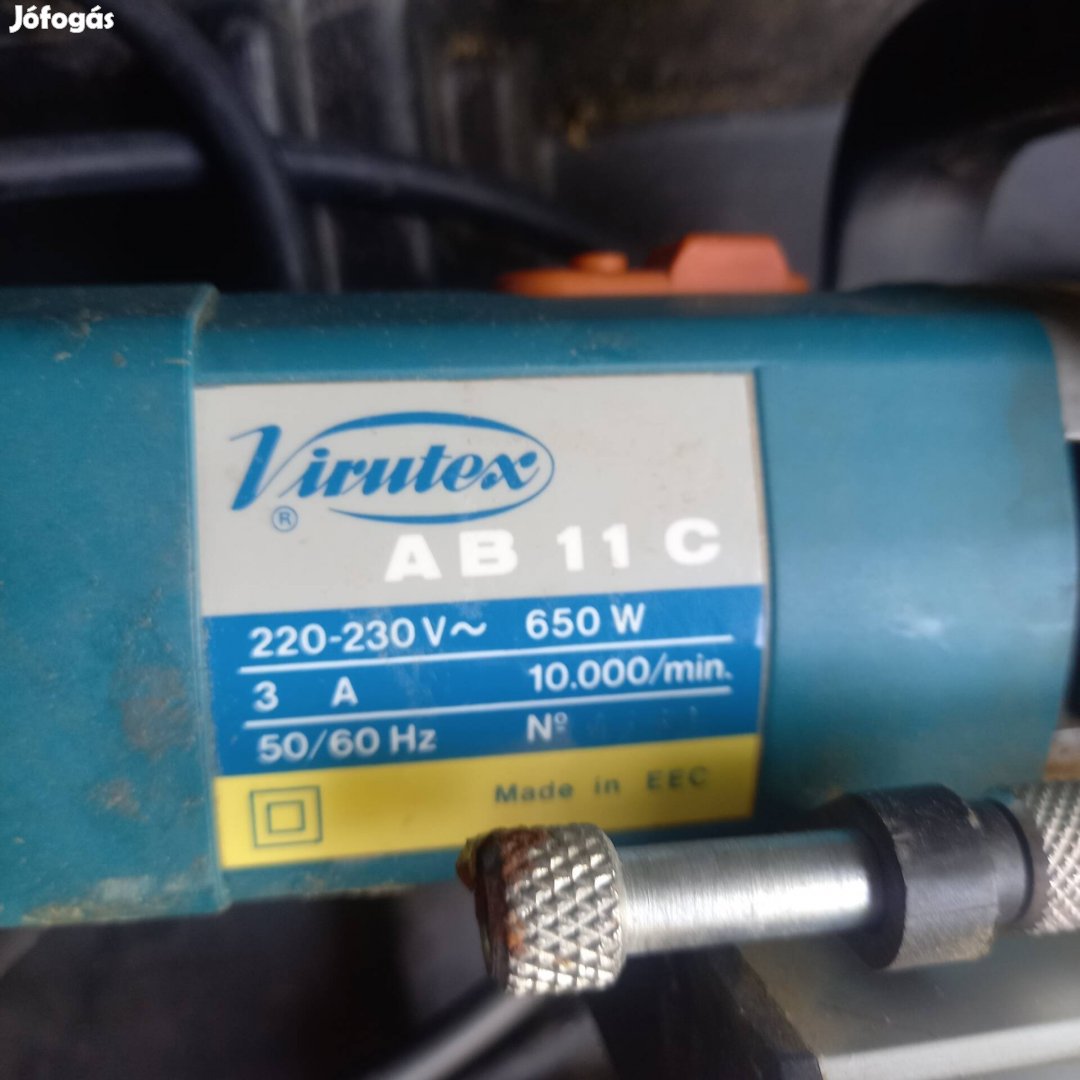 Jófogás
Virutex
®
AB 11 C
220-230 V~ 650 W
3 A 10.000/min.
50/60 Hz Nº
Made in EEC